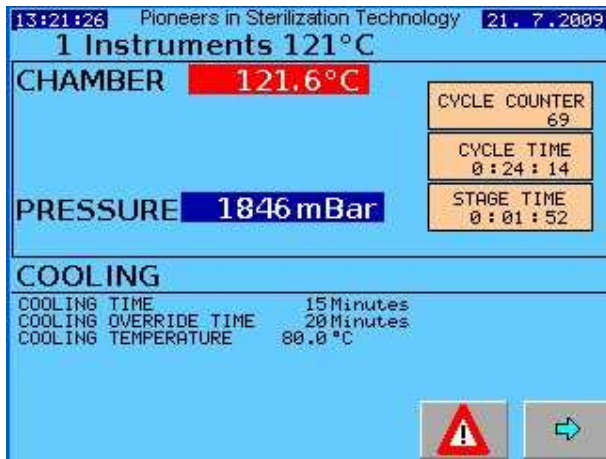 13:21:26 Pioneers in Sterilization Technology 21. 7.2009
1 Instruments 121°C
CHAMBER 121.6°C
CYCLE COUNTER
69
CYCLE TIME
0:24:14
PRESSURE 1846 mBar
STAGE TIME
0:01:52
COOLING
COOLING TIME 15 Minutes
COOLING OVERRIDE TIME 20 Minutes
COOLING TEMPERATURE 80.0 °C
!